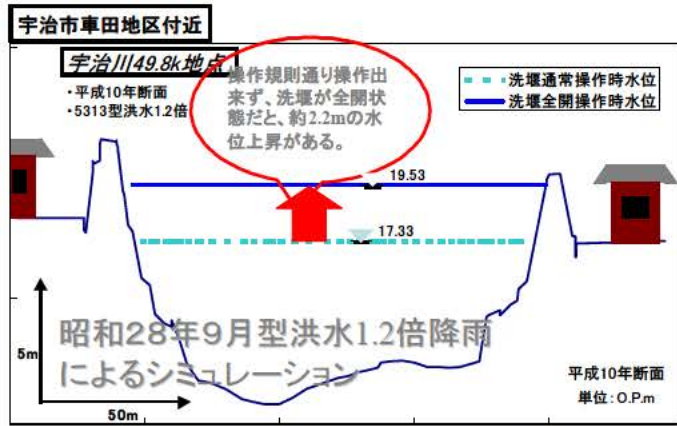 宇治市車田地区付近
宇治川49.8k地点
・平成10年断面
・5313型洪水1.2倍
操作規則通り操作出
来ず、洗堰が全開状
態だと、約2.2mの水
位上昇がある。
洗堰通常操作時水位
洗堰全開操作時水位
19.53
17.33
昭和28年9月型洪水1.2倍降雨
によるシミュレーション
5m
50m
平成10年断面
単位:O.P.m